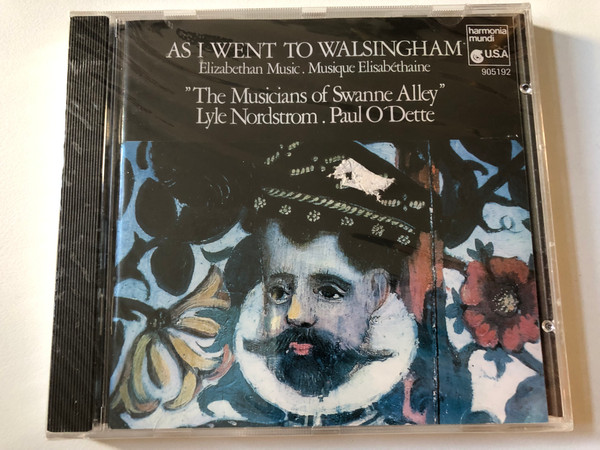 AS I WENT TO WALSINGHAM
Elizabethan Music . Musique Elisabéthaine
"The Musicians of Swanne Alley"
Lyle Nordstrom . Paul O'Dette
harmonia
mundi
U.S.A
905192